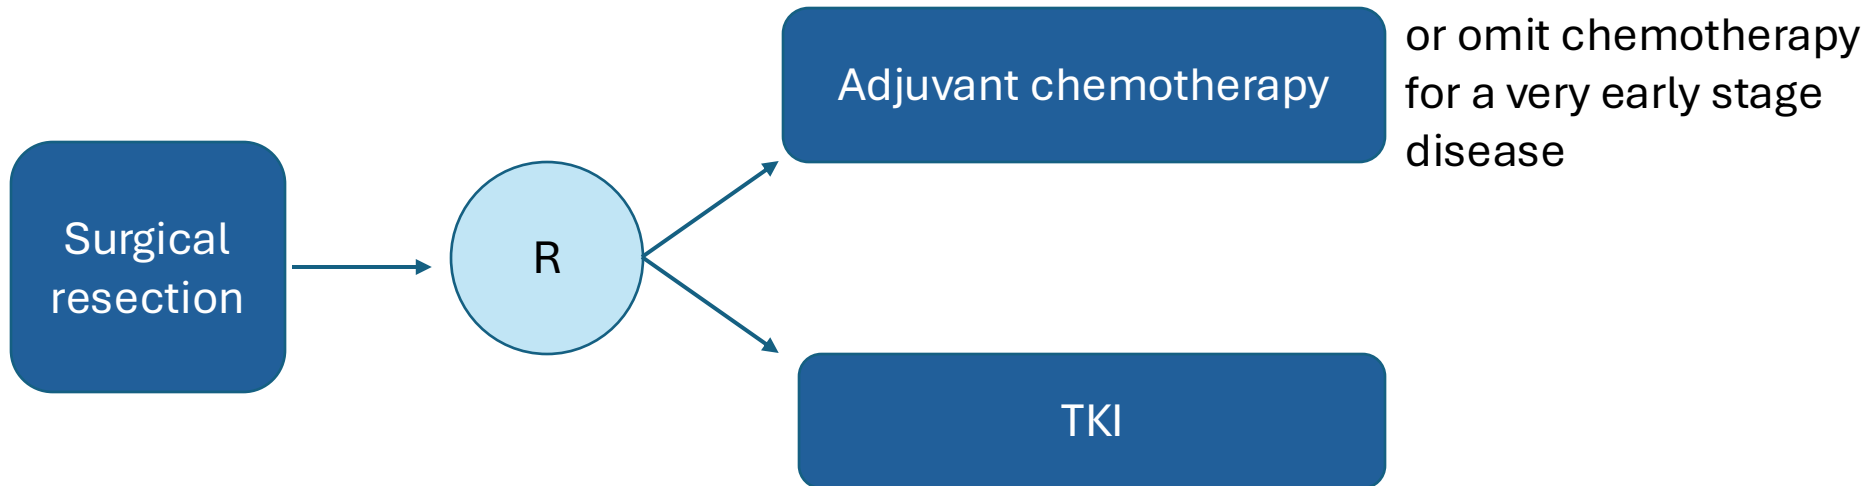 Adjuvant chemotherapy
or omit chemotherapy
for a very early stage
disease
Surgical
resection
R
TKI